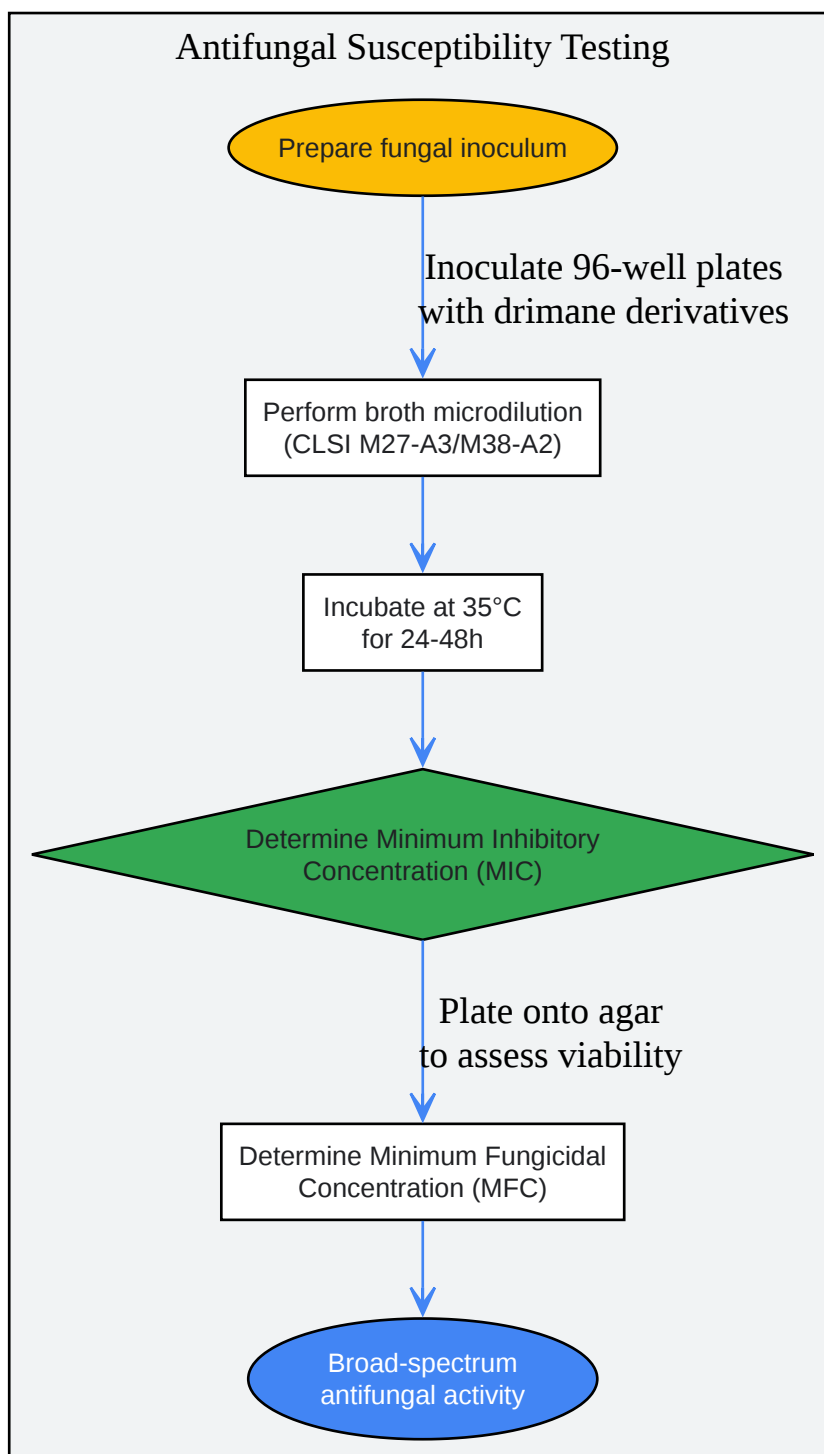 Antifungal Susceptibility Testing
Prepare fungal inoculum
Inoculate 96-well plates
with drimane derivatives
Perform broth microdilution
(CLSI M27-A3/M38-A2)
Incubate at 35°C
for 24-48h
Determine Minimum Inhibitory
Concentration (MIC)
Plate onto agar
to assess viability
Determine Minimum Fungicidal
Concentration (MFC)
Broad-spectrum
antifungal activity